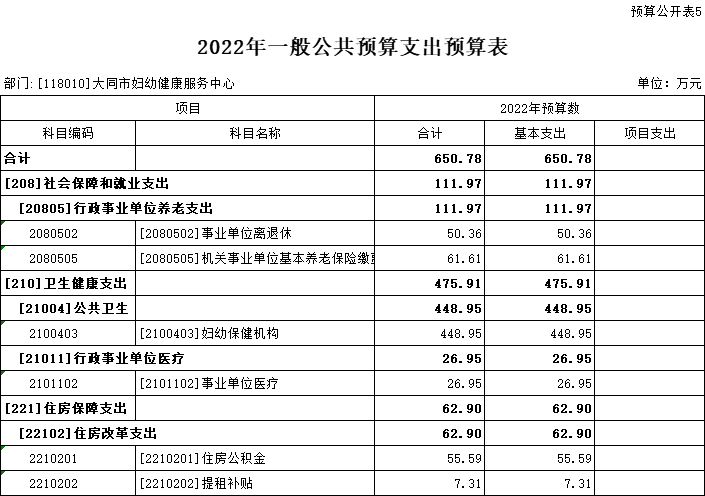 预算公开表5
2022年一般公共预算支出预算表
部门:[118010]大同市妇幼健康服务中心 单位：万元
项目 2022年预算数
科目编码 科目名称 合计 基本支出 项目支出
合计 650.78 650.78
[208]社会保障和就业支出 111.97 111.97
[20805]行政事业单位养老支出 111.97 111.97
2080502 [2080502]事业单位离退休 50.36 50.36
2080505 [2080505]机关事业单位基本养老保险缴 61.61 61.61
[210]卫生健康支出 475.91 475.91
[21004]公共卫生 448.95 448.95
2100403 [2100403]妇幼保健机构 448.95 448.95
[21011]行政事业单位医疗 26.95 26.95
2101102 [2101102]事业单位医疗 26.95 26.95
[221]住房保障支出 62.90 62.90
[22102]住房改革支出 62.90 62.90
2210201 [2210201]住房公积金 55.59 55.59
2210202 [2210202]提租补贴 7.31 7.31